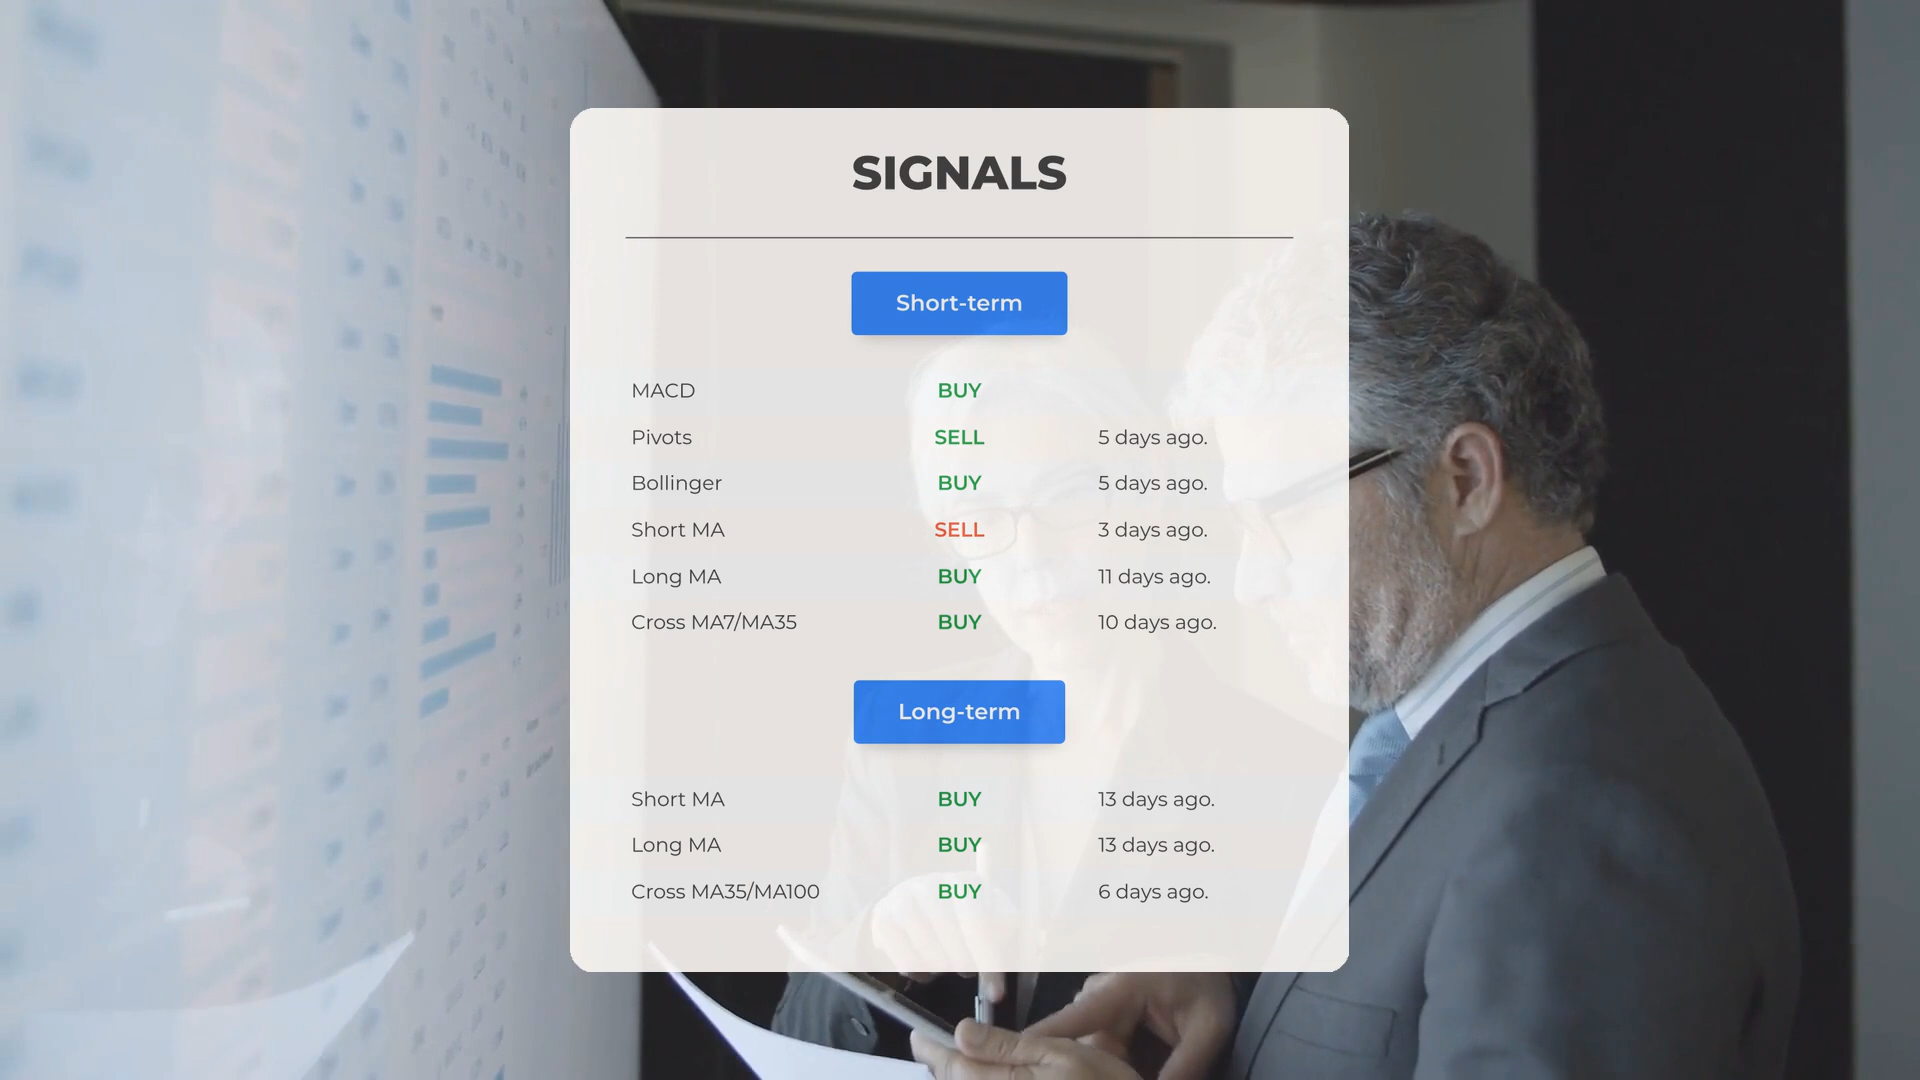 SIGNALS
Short-term
MACD BUY
Pivots SELL 5 days ago.
Bollinger BUY 5 days ago.
Short MA SELL 3 days ago.
Long MA BUY 11 days ago.
Cross MA7/MA35 BUY 10 days ago.
Long-term
Short MA BUY 13 days ago.
Long MA BUY 13 days ago.
Cross MA35/MA100 BUY 6 days ago.